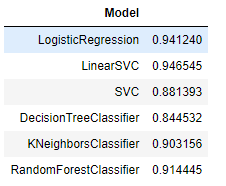 Model
LogisticRegression 0.941240
LinearSVC 0.946545
SVC 0.881393
DecisionTreeClassifier 0.844532
KNeighborsClassifier 0.903156
RandomForestClassifier 0.914445